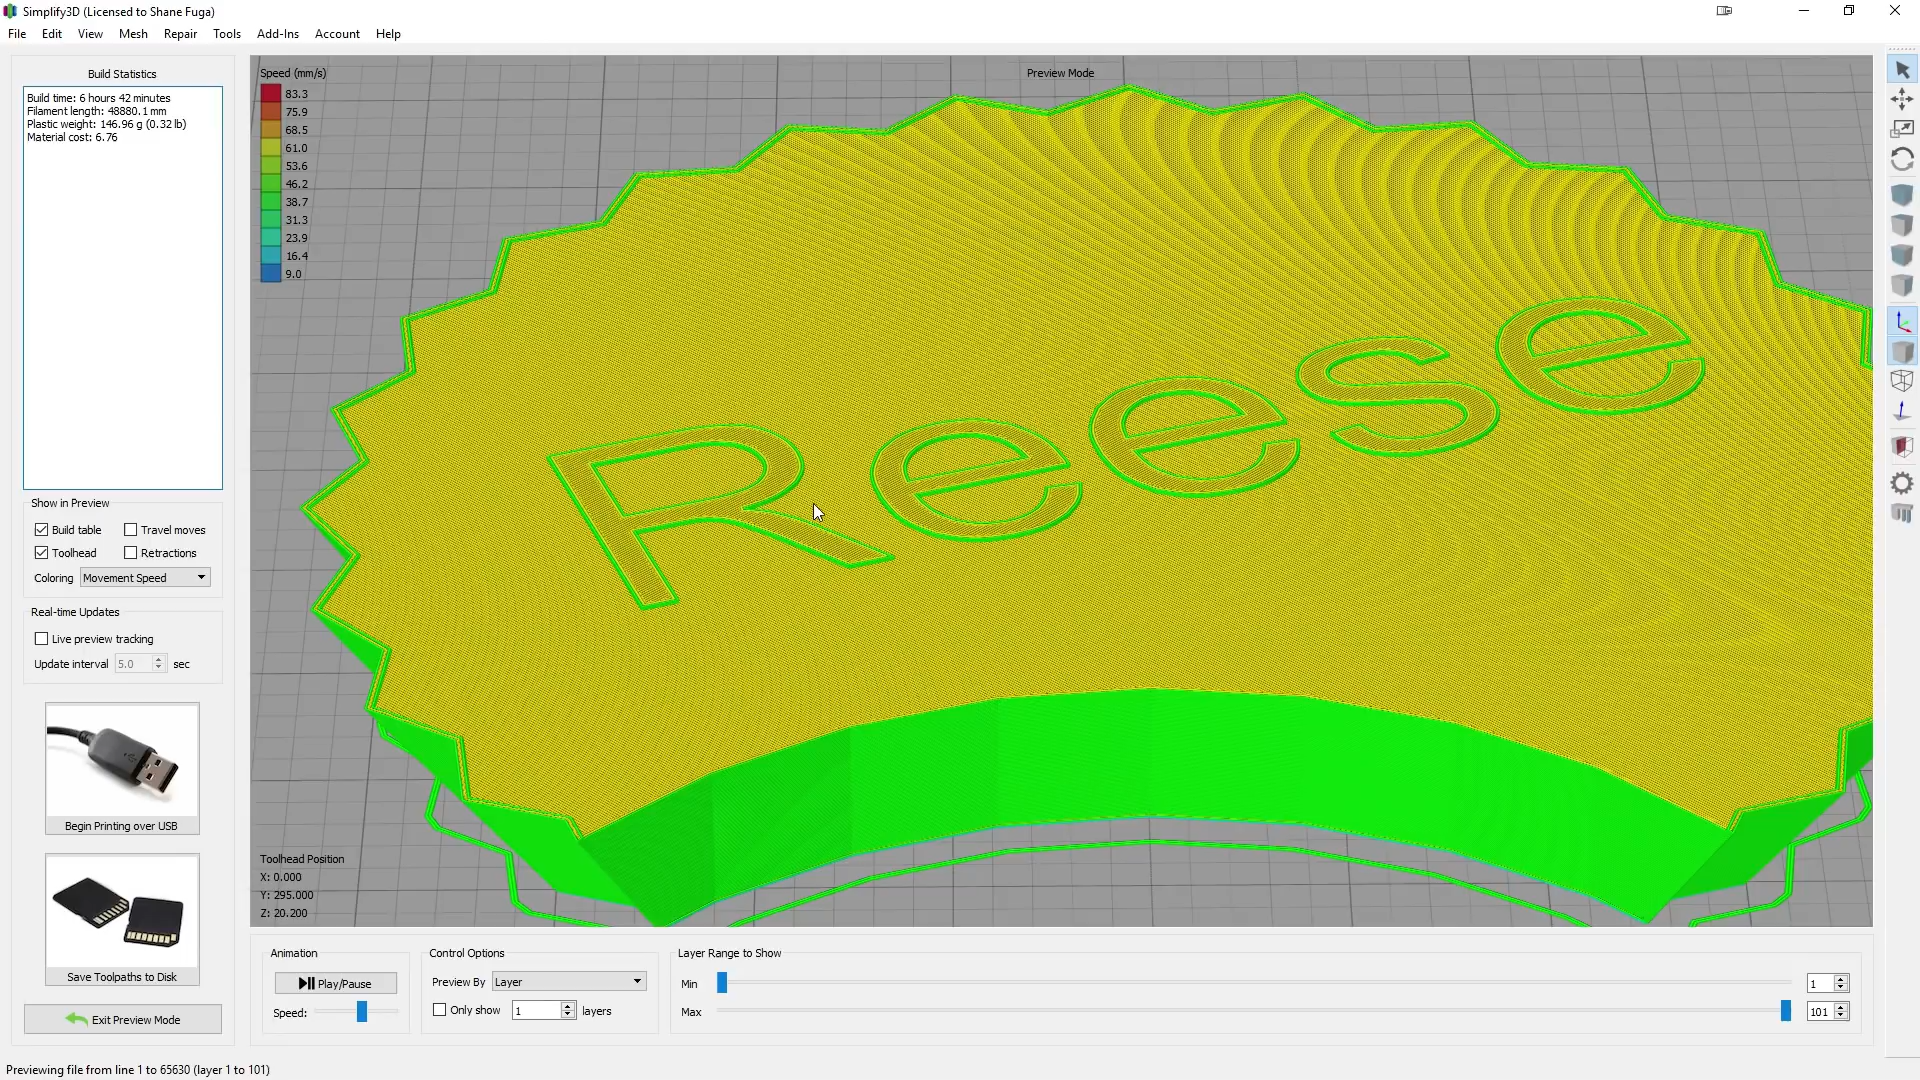 Simplify3D (Licensed to Shane Fuga)
File Edit View Mesh Repair Tools Add-Ins Account Help
Build Statistics
Build time: 6 hours 42 minutes
Filament length: 48880.1 mm
Plastic weight: 146.96 g (0.32 lb)
Material cost: 6.76
Show in Preview
Build table Travel moves
Toolhead Retractions
Coloring Movement Speed
Real-time Updates
Live preview tracking
Update interval 5.0 sec
Begin Printing over USB
Save Toolpaths to Disk
Exit Preview Mode
Speed (mm/s)
83.3
75.9
68.5
61.0
53.6
46.2
38.7
31.3
23.9
16.4
9.0
Preview Mode
Reese
Toolhead Position
X: 0.000
Y: 295.000
Z: 20.200
Animation
Play/Pause
Speed:
Control Options
Preview By Layer
Only show 1 layers
Layer Range to Show
Min 1
Max 101
Previewing file from line 1 to 65630 (layer 1 to 101)